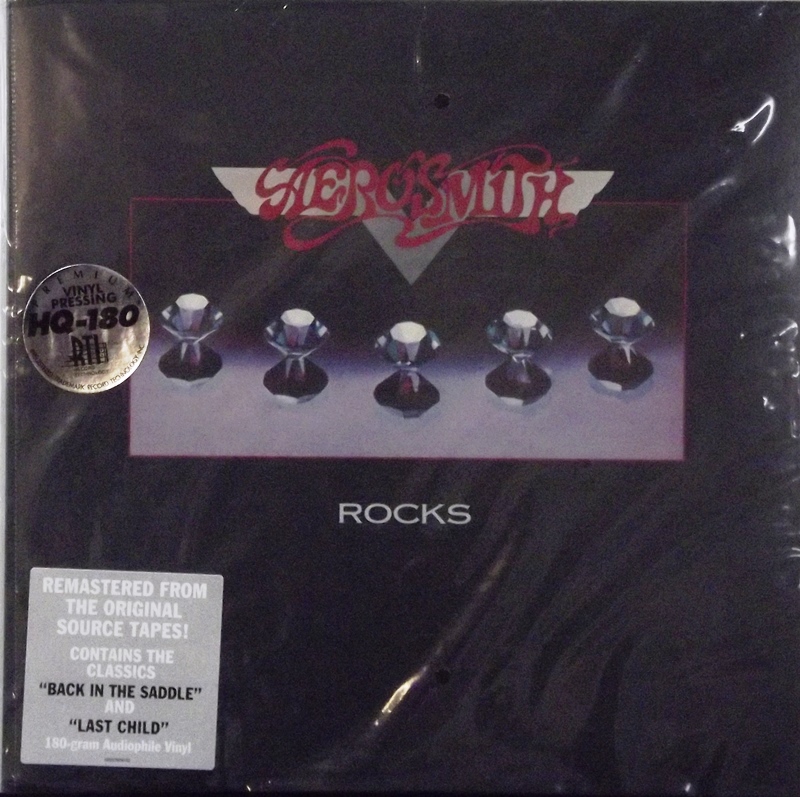 AEROSMITH
PREMIUM
VINYL
PRESSING
HQ-180
RTI
ROCKS
REMASTERED FROM
THE ORIGINAL
SOURCE TAPES!
CONTAINS THE
CLASSICS
“BACK IN THE SADDLE”
AND
“LAST CHILD”
180-gram Audiophile Vinyl